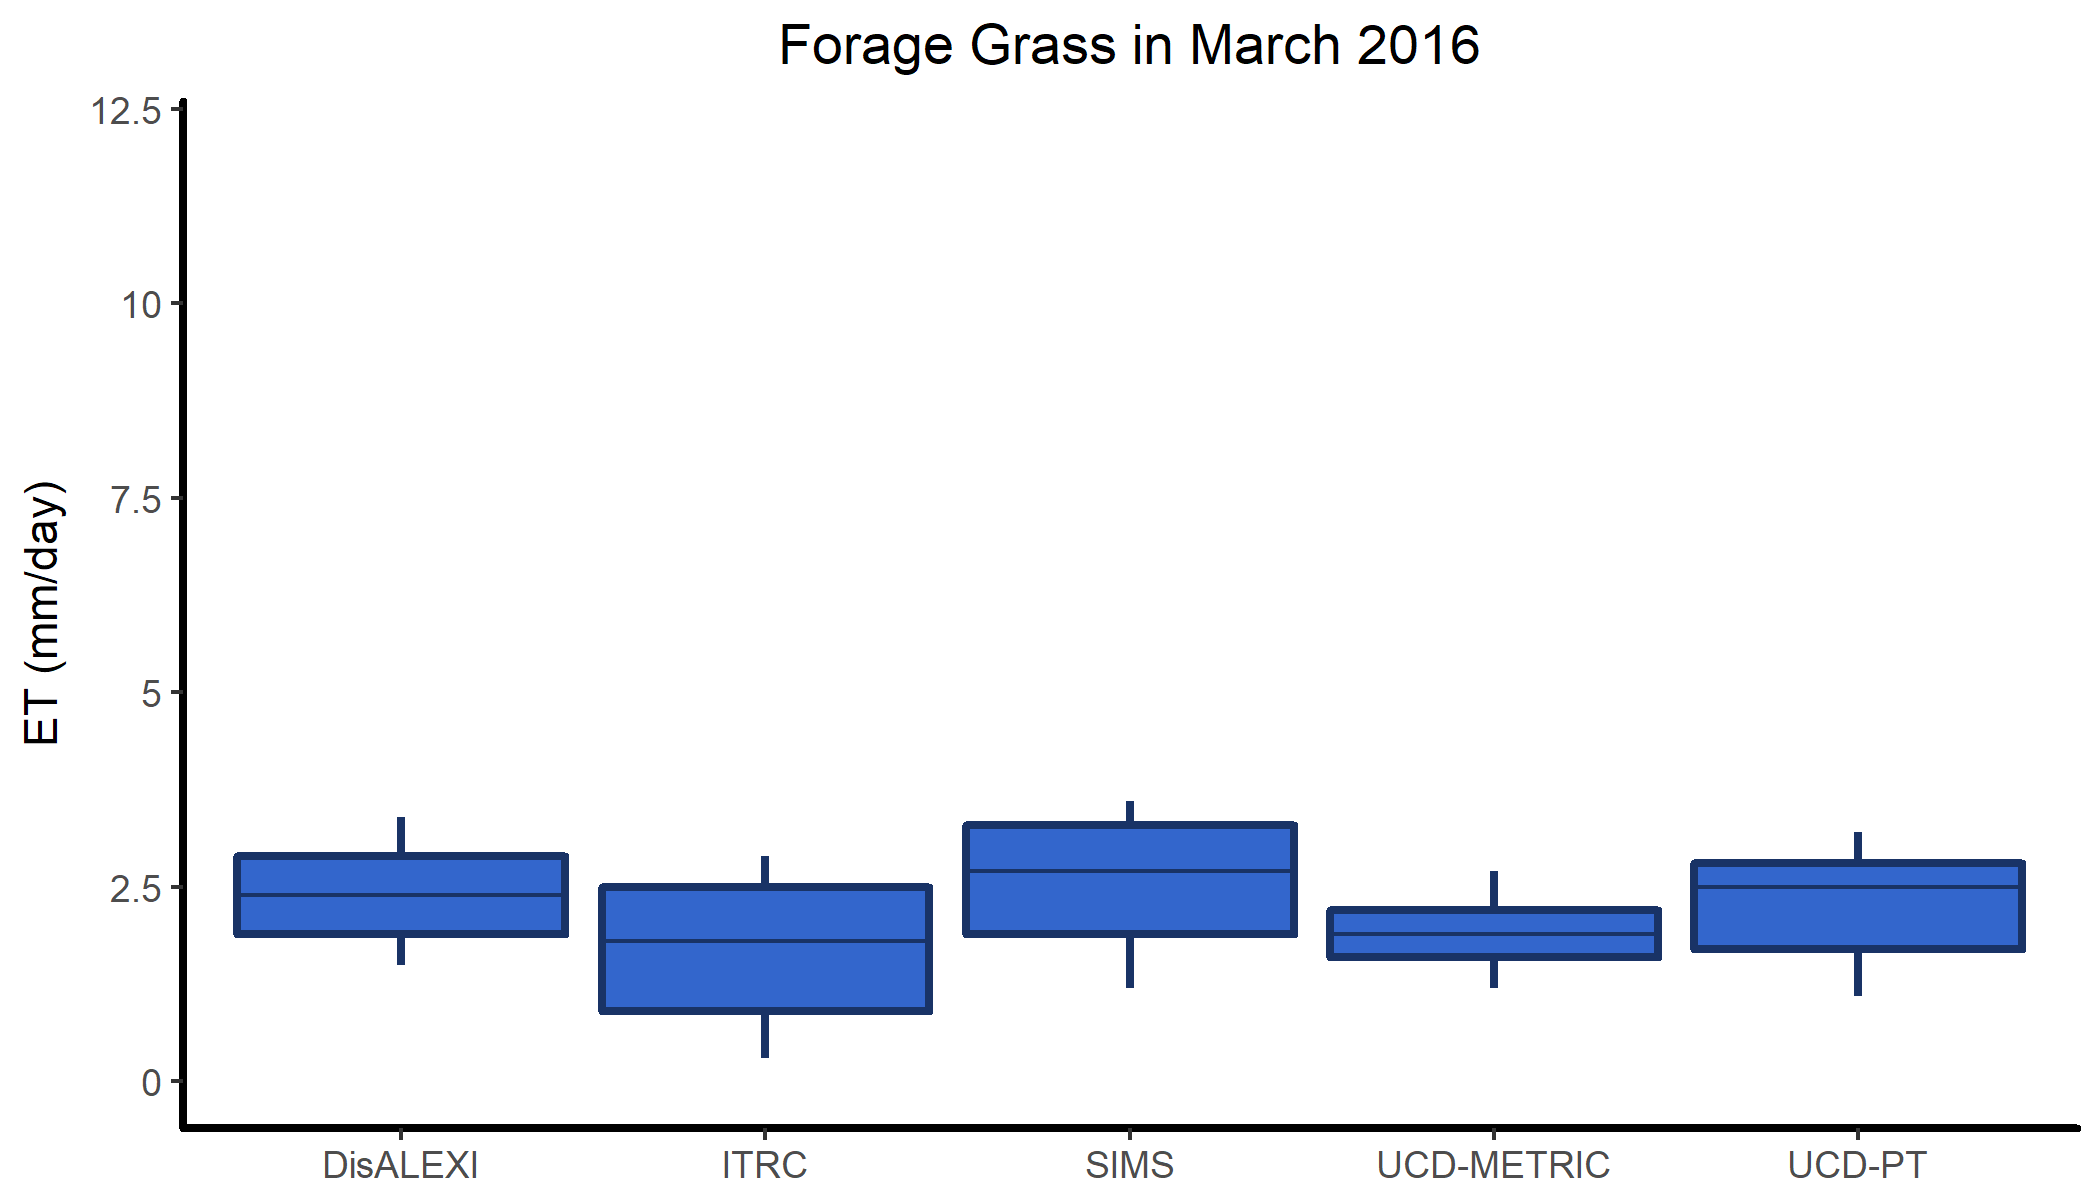 Forage Grass in March 2016
ET (mm/day)
12.5
10
7.5
5
2.5
0
DisALEXI ITRC SIMS UCD-METRIC UCD-PT